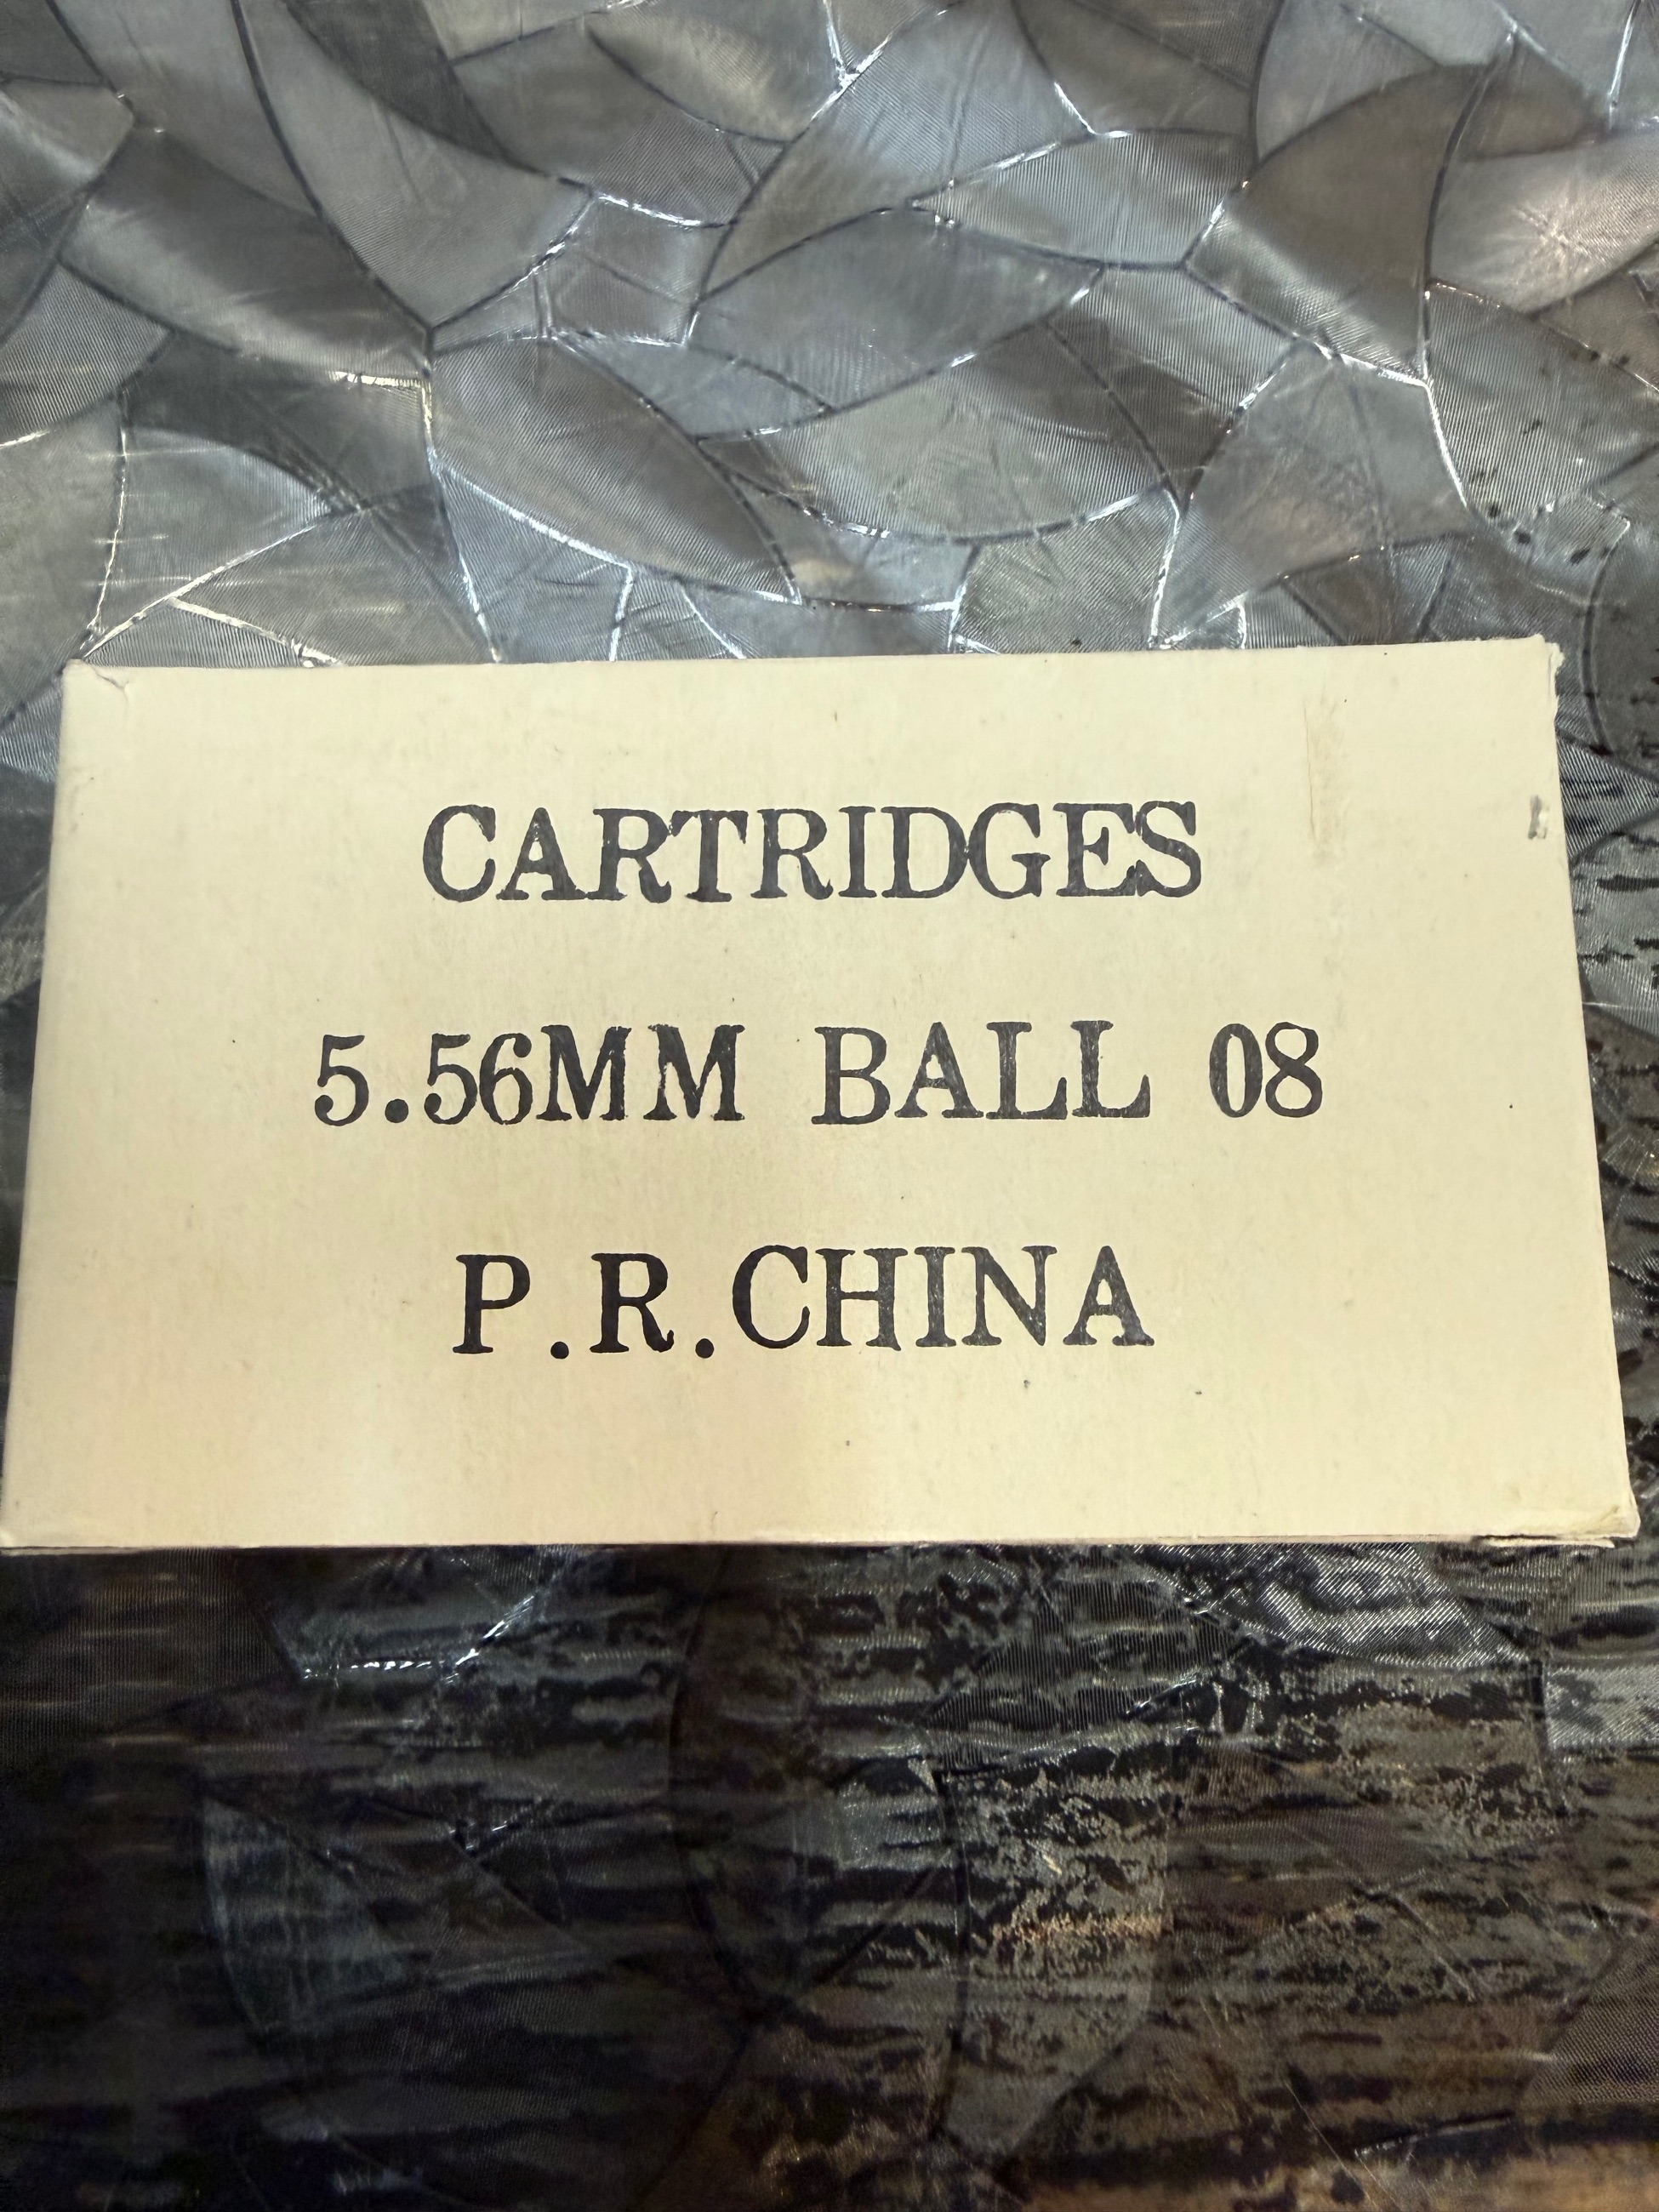 CARTRIDGES
5.56MM BALL 08
P.R.CHINA